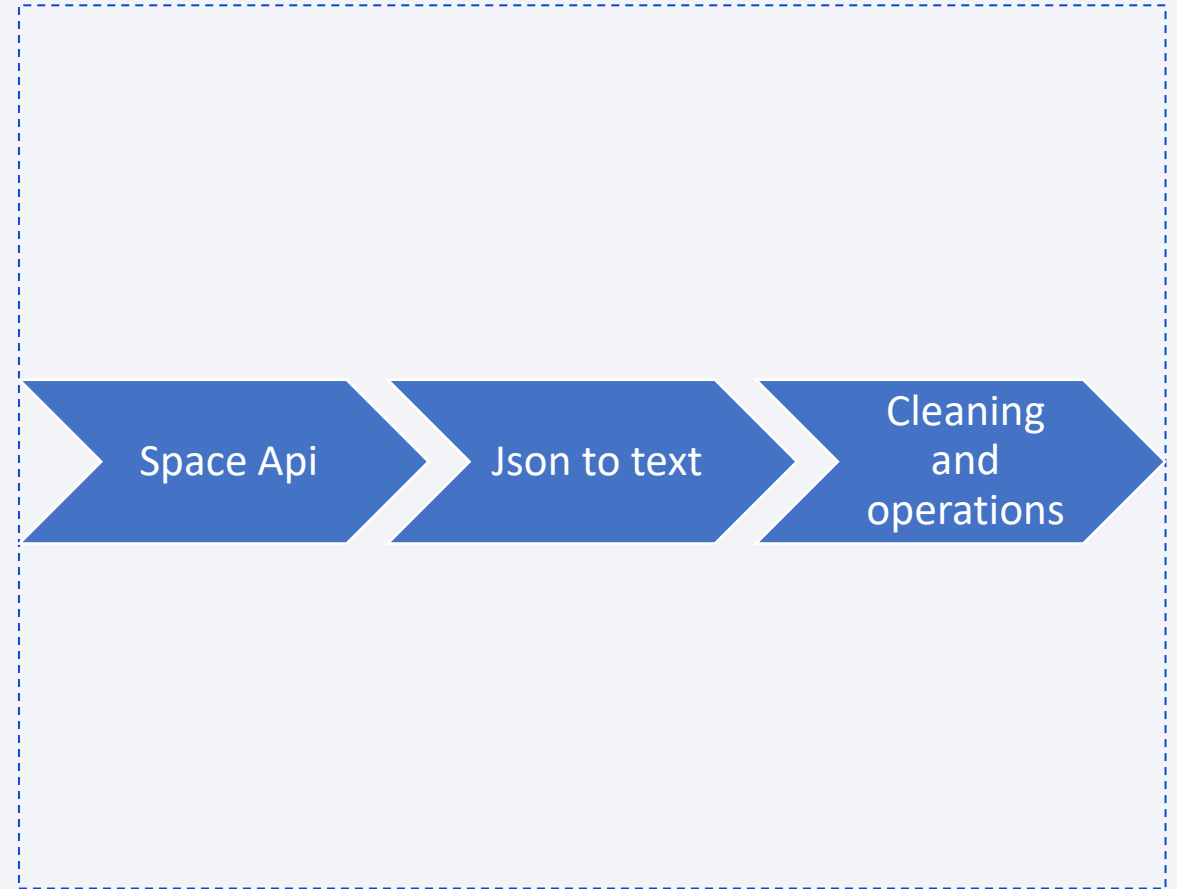 Space Api
Json to text
Cleaning
and
operations